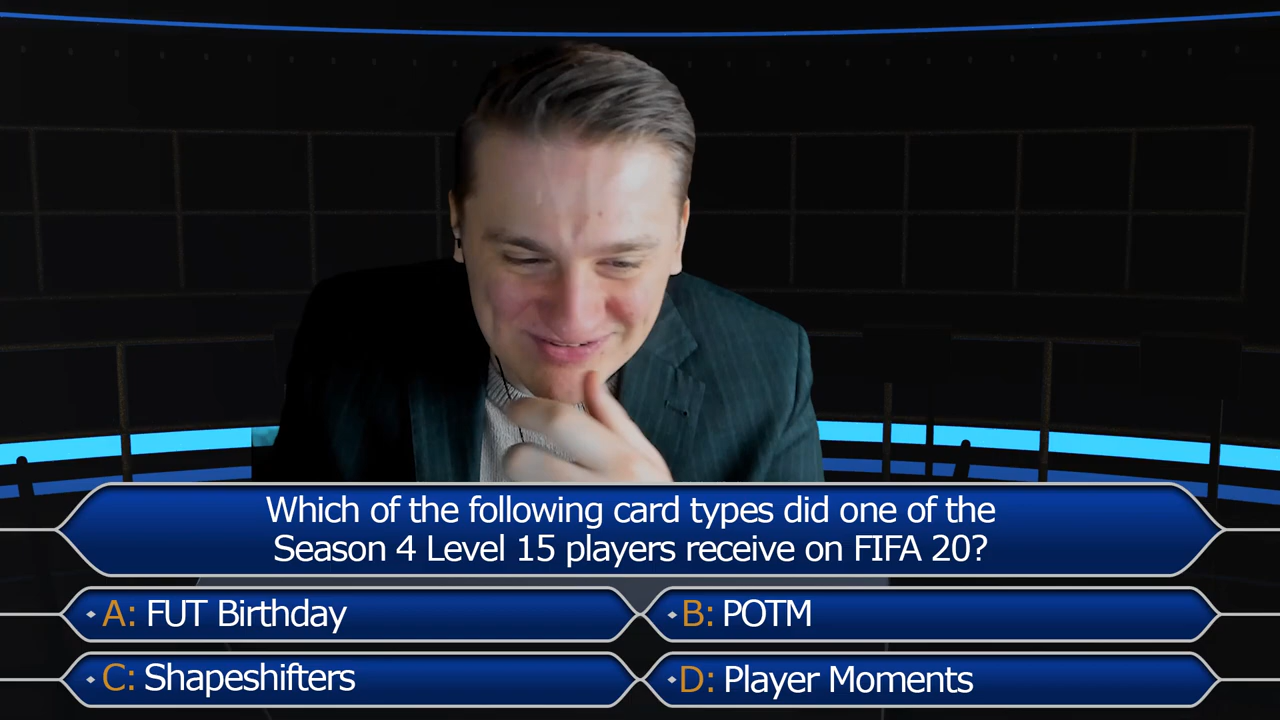 Which of the following card types did one of the
Season 4 Level 15 players receive on FIFA 20?
A: FUT Birthday
B: POTM
C: Shapeshifters
D: Player Moments